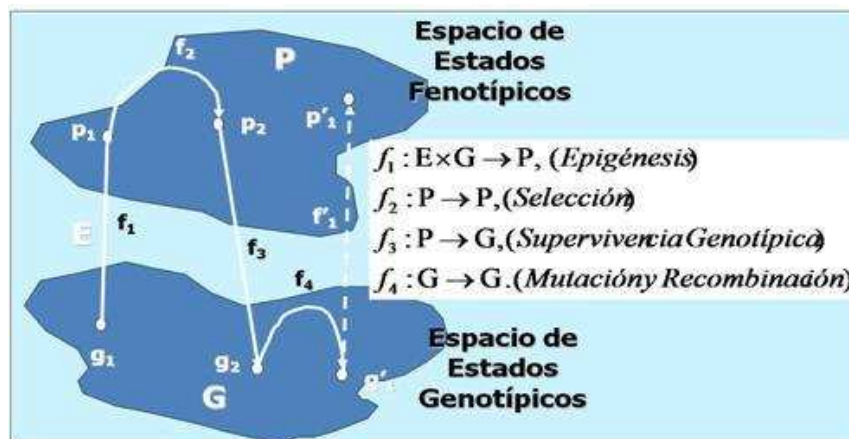 f₂
P
Espacio de
Estados
Fenotípicos
p₁
p₂
p'₁
E
f₁
f₃
f'₁
f₁ : E×G → P, (Epigénesis)
f₂ : P → P,(Selección)
f₃ : P → G,(Supervivencia Genotípica)
f₄ : G → G.(Mutación y Recombinación)
f₄
g₁
g₂
G
Espacio de
Estados
Genotípicos